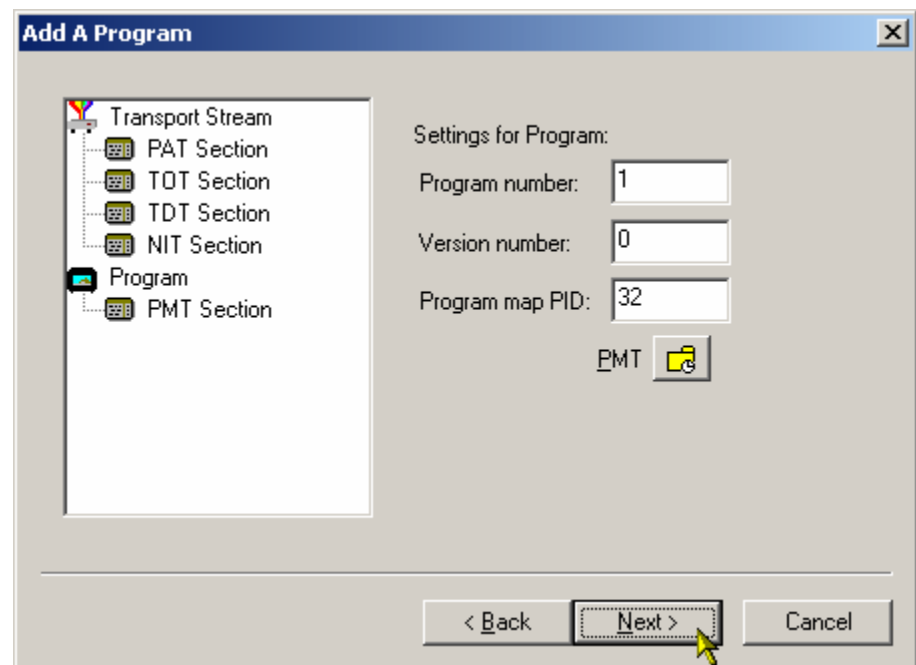 Add A Program
Transport Stream
PAT Section
TOT Section
TDT Section
NIT Section
Program
PMT Section
Settings for Program:
Program number: 1
Version number: 0
Program map PID: 32
PMT
< Back
Next >
Cancel